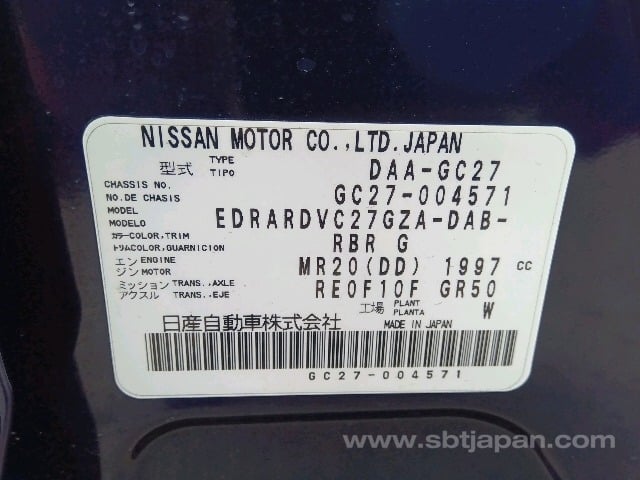 NISSAN MOTOR CO.,LTD.JAPAN
型式 TYPE TIPO DAA-GC27
CHASSIS NO. NO.DE CHASIS GC27-004571
MODEL MODELO EDRARDVC27GZA-DAB-
カラーCOLOR,TRIM トリムCOLOR,GUARNICION RBR G
エンジン ENGINE MOTOR MR20(DD) 1997 CC
ミッション TRANS.,AXLE アクスル TRANS.,EJE RE0F10F GR50
工場 PLANT PLANTA W
日産自動車株式会社 MADE IN JAPAN
GC27-004571
www.sbtjapan.com